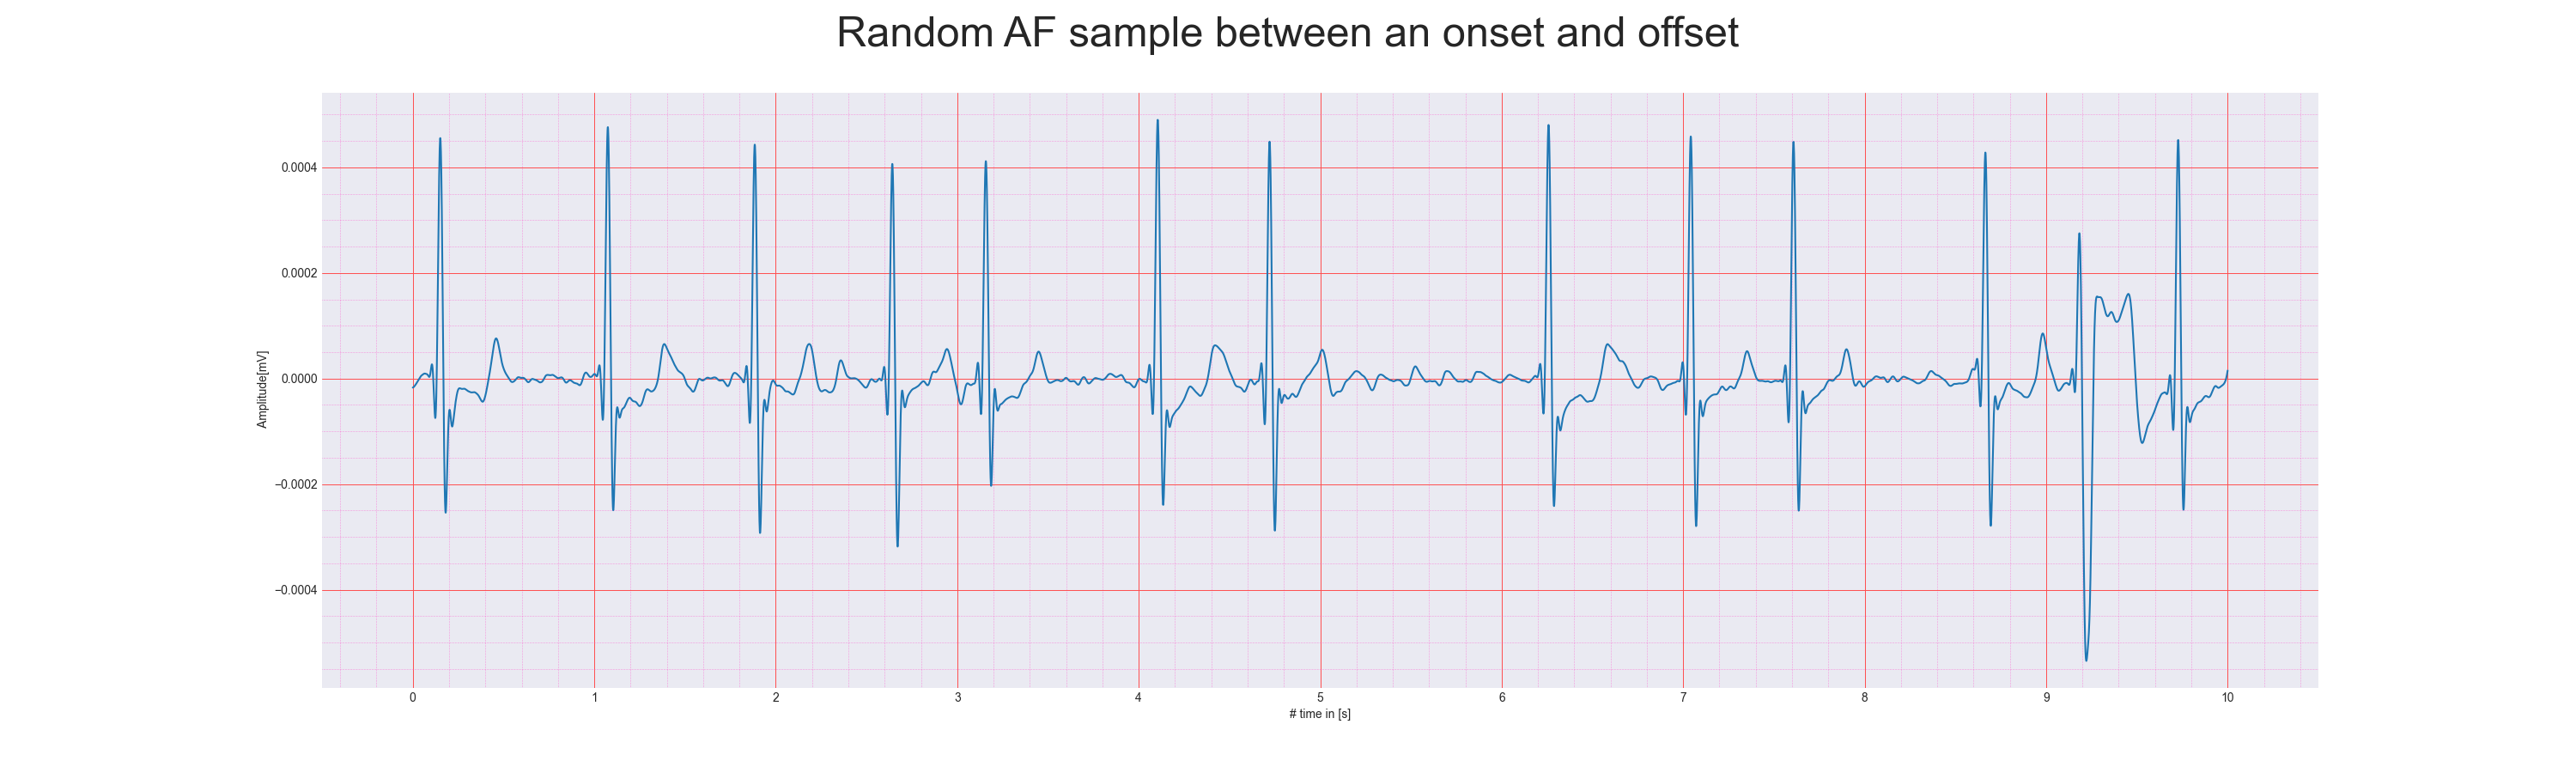 Random AF sample between an onset and offset
0.0004
0.0002
0.0000
−0.0002
−0.0004
Amplitude[mV]
0 1 2 3 4 5 6 7 8 9 10
# time in [s]